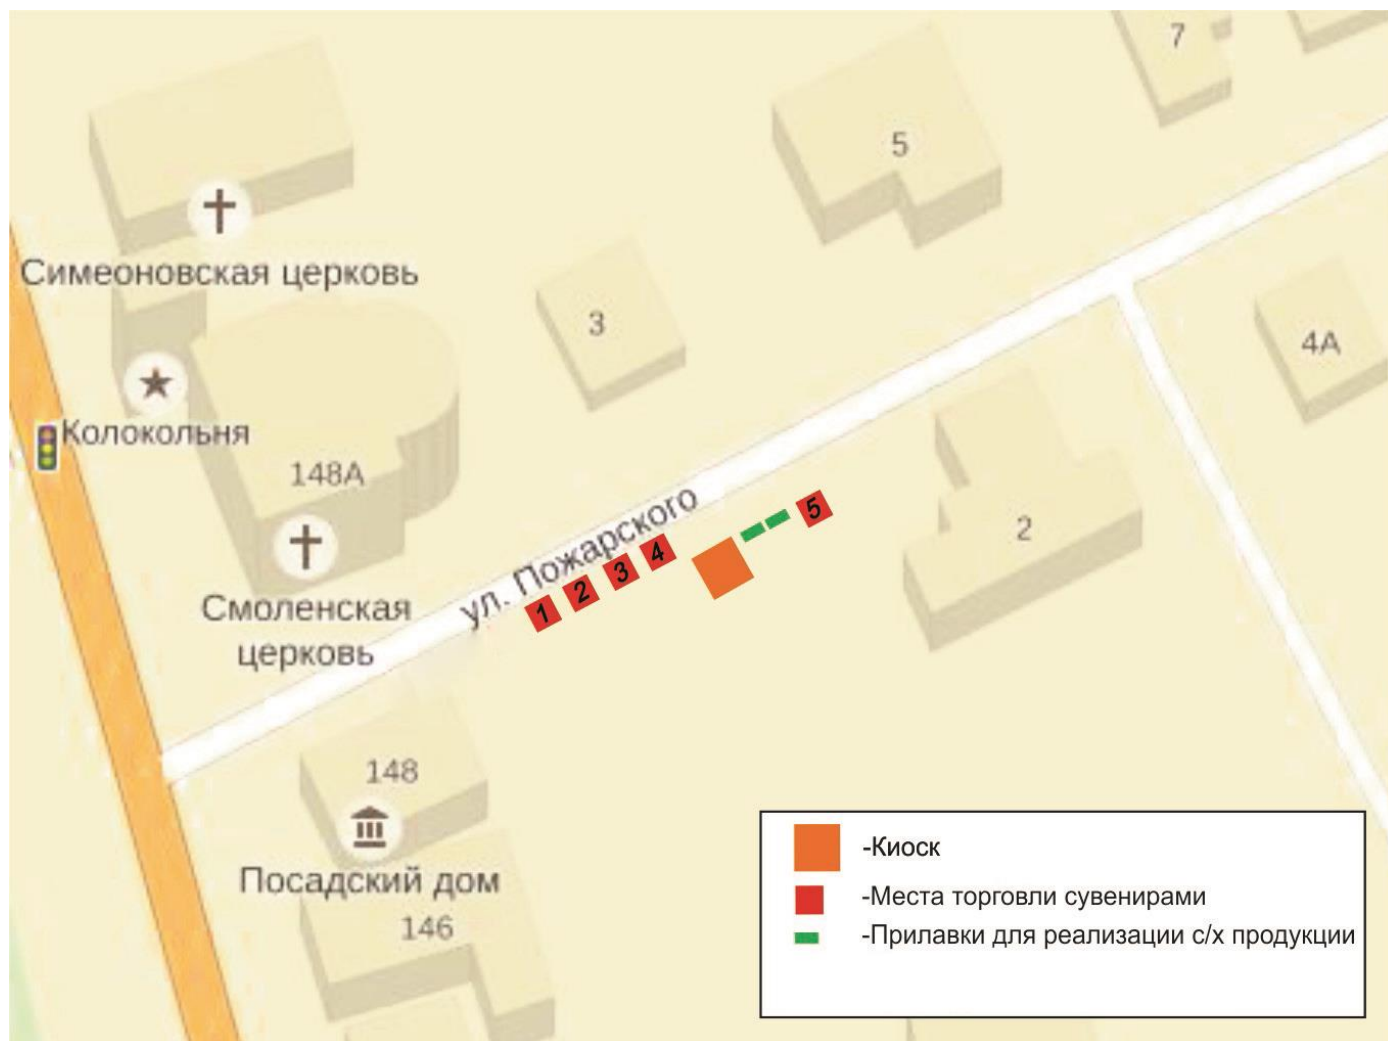 7
5
Симеоновская церковь
3
4А
Колокольня
148А
ул. Пожарского
5
4
3
2
1
2
Смоленская
церковь
148
Посадский дом
146
-Киоск
-Места торговли сувенирами
-Прилавки для реализации с/х продукции